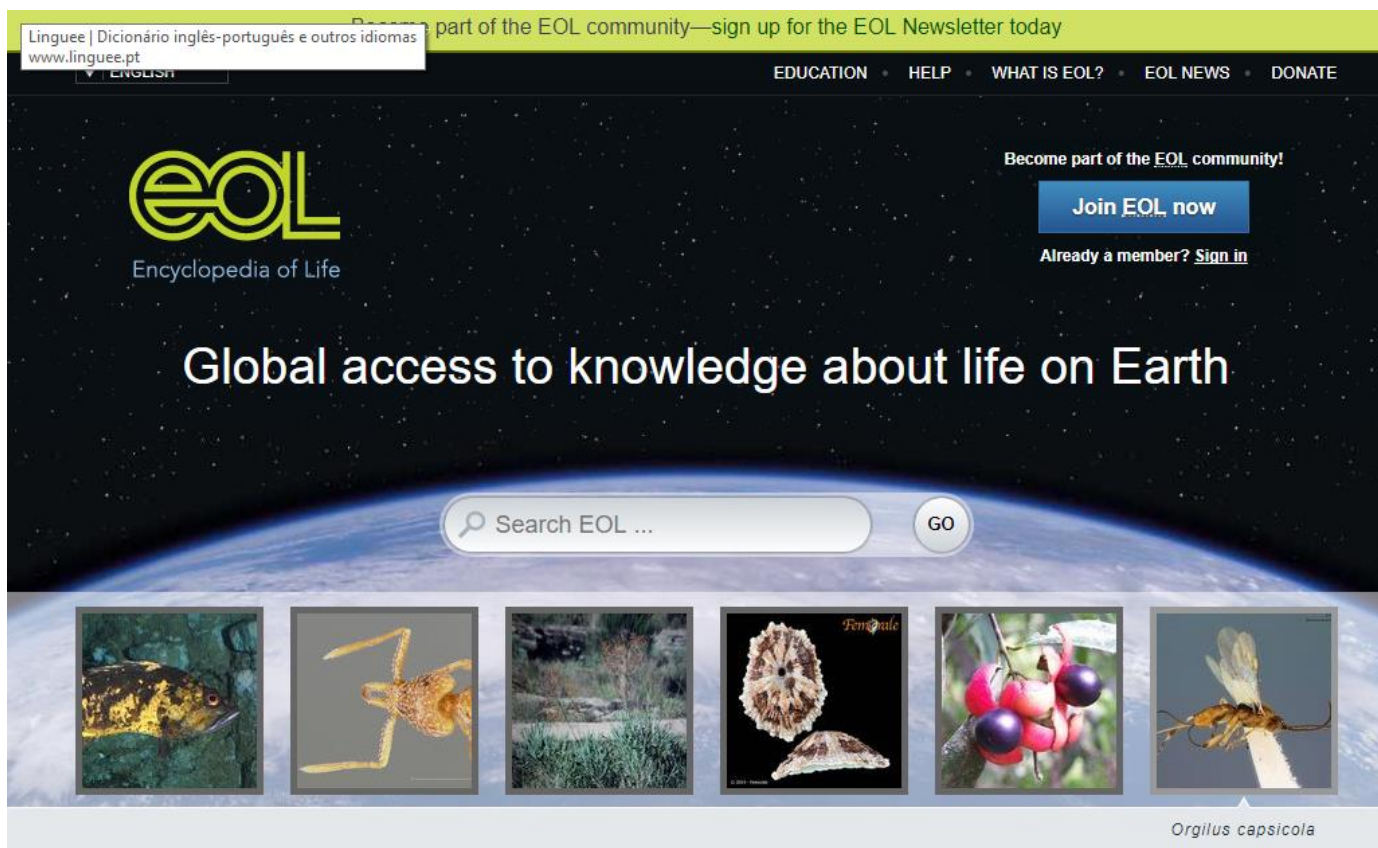 part of the EOL community—sign up for the EOL Newsletter today
Linguee | Dicionário inglês-português e outros idiomas
www.linguee.pt
ENGLISH
EDUCATION • HELP • WHAT IS EOL? • EOL NEWS • DONATE
Become part of the EOL community!
eol
Join EOL now
Encyclopedia of Life
Already a member? Sign in
Global access to knowledge about life on Earth
Search EOL ...
GO
Femorale
Orgilus capsicola